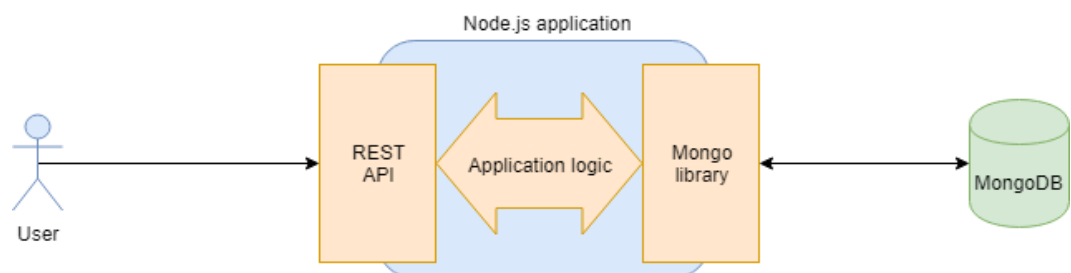 Node.js application
REST
API
Application logic
Mongo
library
MongoDB
User